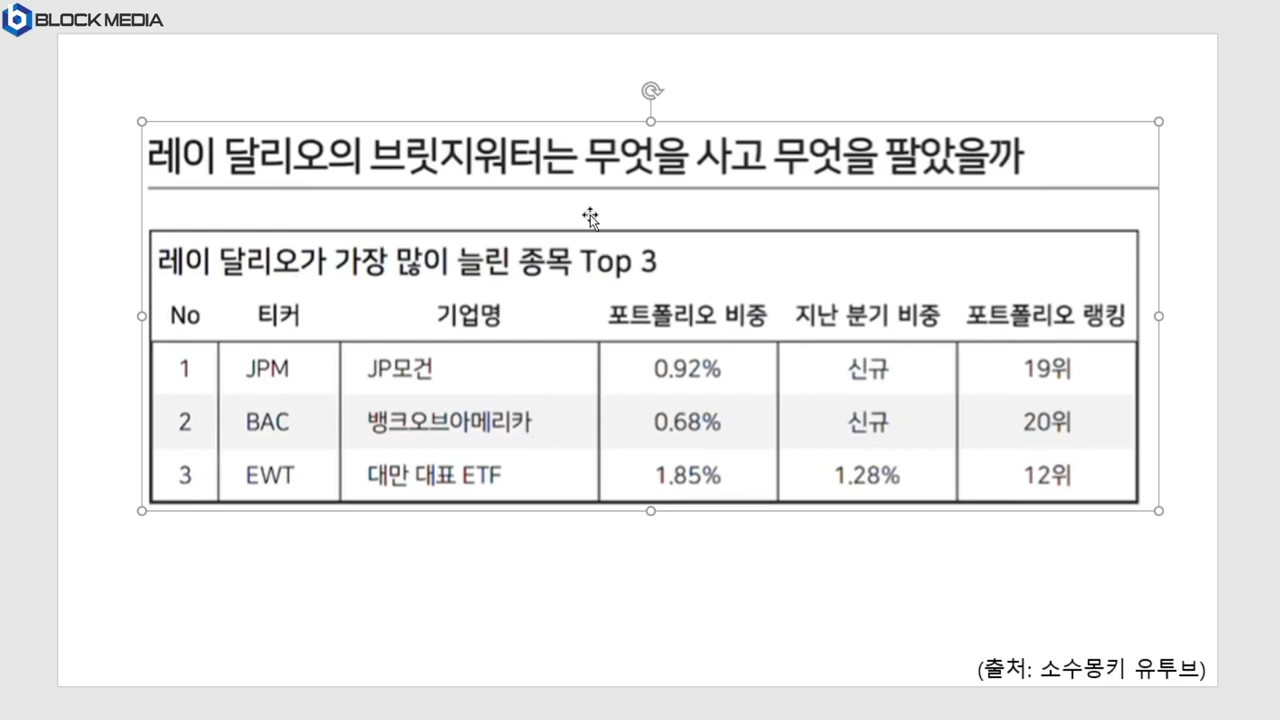 BLOCK MEDIA
레이 달리오의 브릿지워터는 무엇을 사고 무엇을 팔았을까
레이 달리오가 가장 많이 늘린 종목 Top 3
No 티커 기업명 포트폴리오 비중 지난 분기 비중 포트폴리오 랭킹
1 JPM JP모건 0.92% 신규 19위
2 BAC 뱅크오브아메리카 0.68% 신규 20위
3 EWT 대만 대표 ETF 1.85% 1.28% 12위
(출처: 소수몽키 유투브)